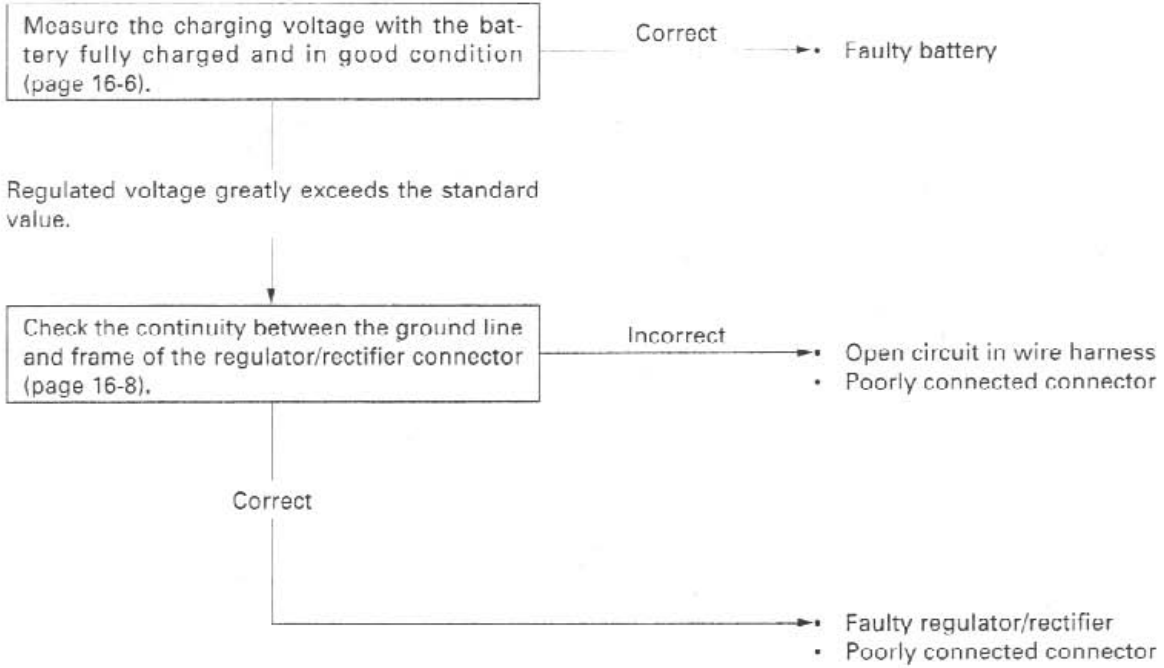 Measure the charging voltage with the bat-
tery fully charged and in good condition
(page 16-6).
Correct
• Faulty battery
Regulated voltage greatly exceeds the standard
value.
Check the continuity between the ground line
and frame of the regulator/rectifier connector
(page 16-8).
Incorrect
• Open circuit in wire harness
• Poorly connected connector
Correct
• Faulty regulator/rectifier
• Poorly connected connector